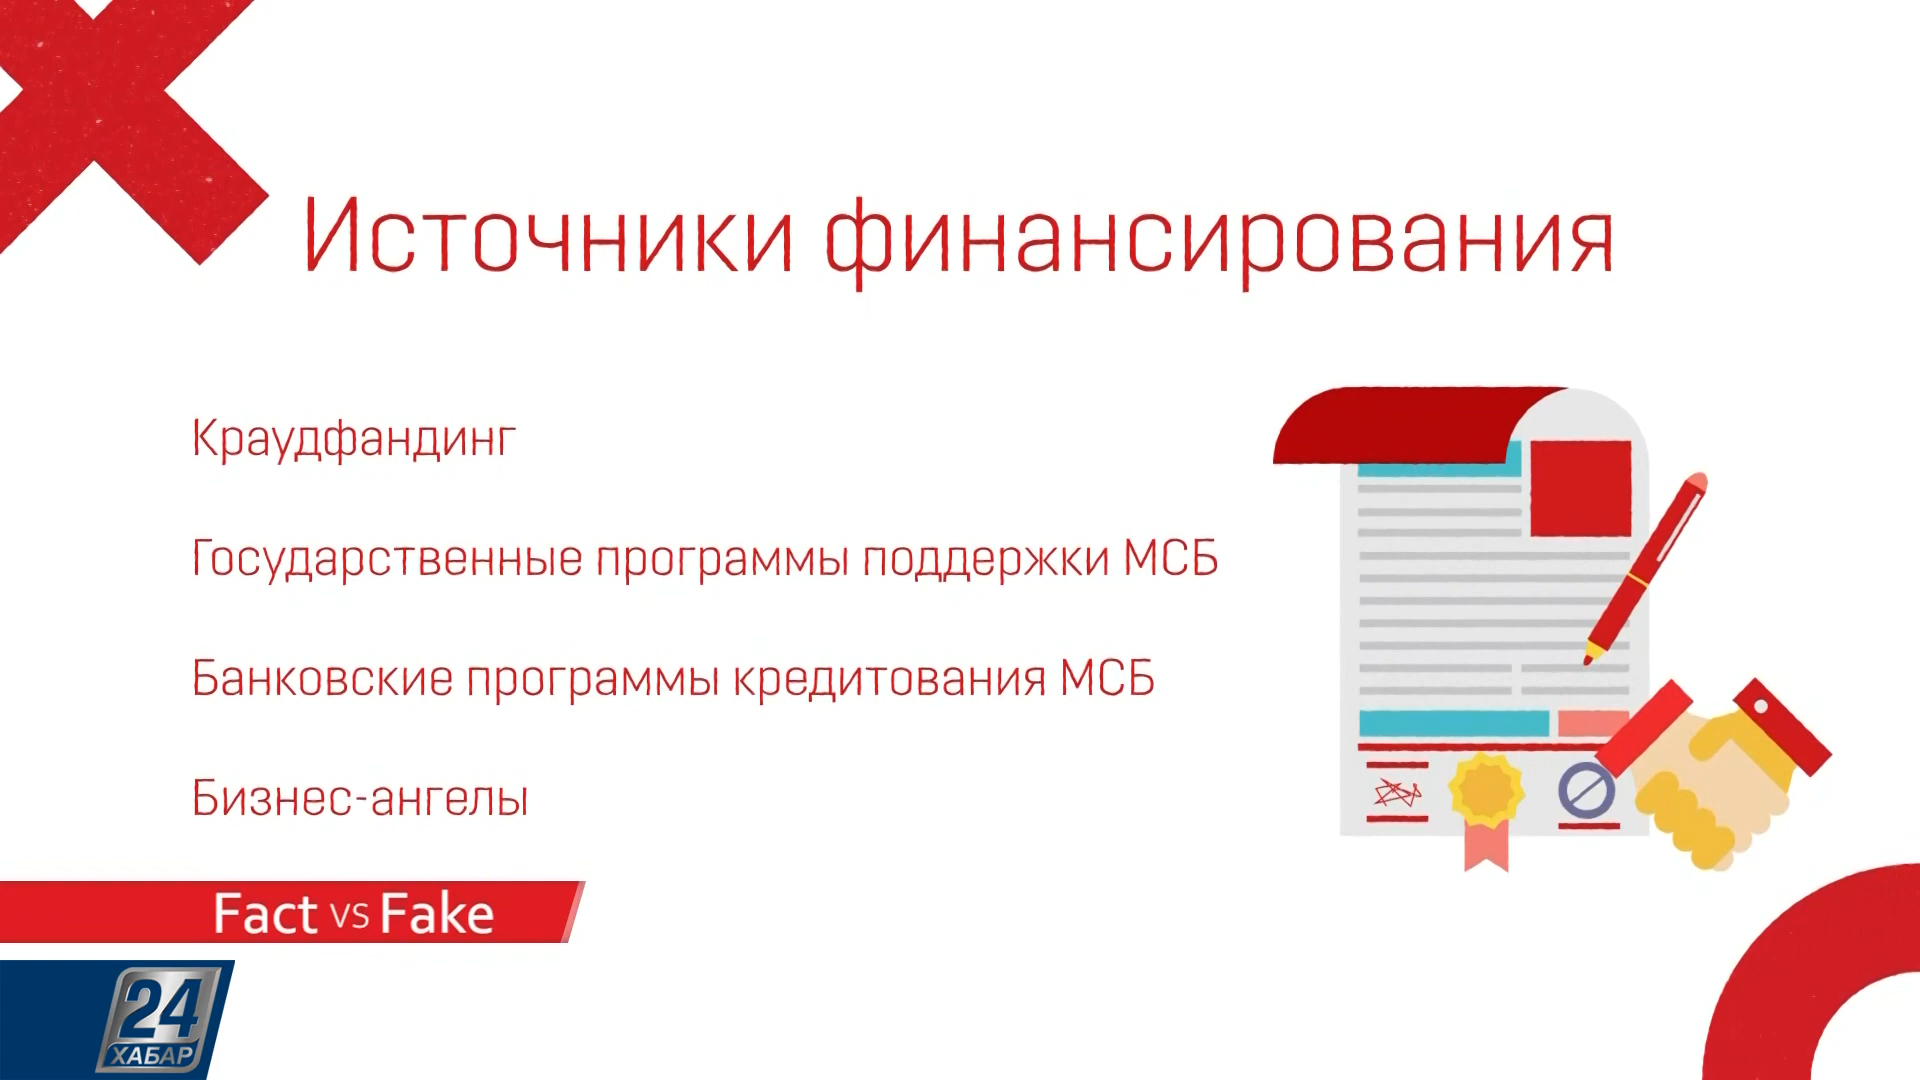 Источники финансирования
Краудфандинг
Государственные программы поддержки МСБ
Банковские программы кредитования МСБ
Бизнес-ангелы
Fact vs Fake
24
ХАБАР